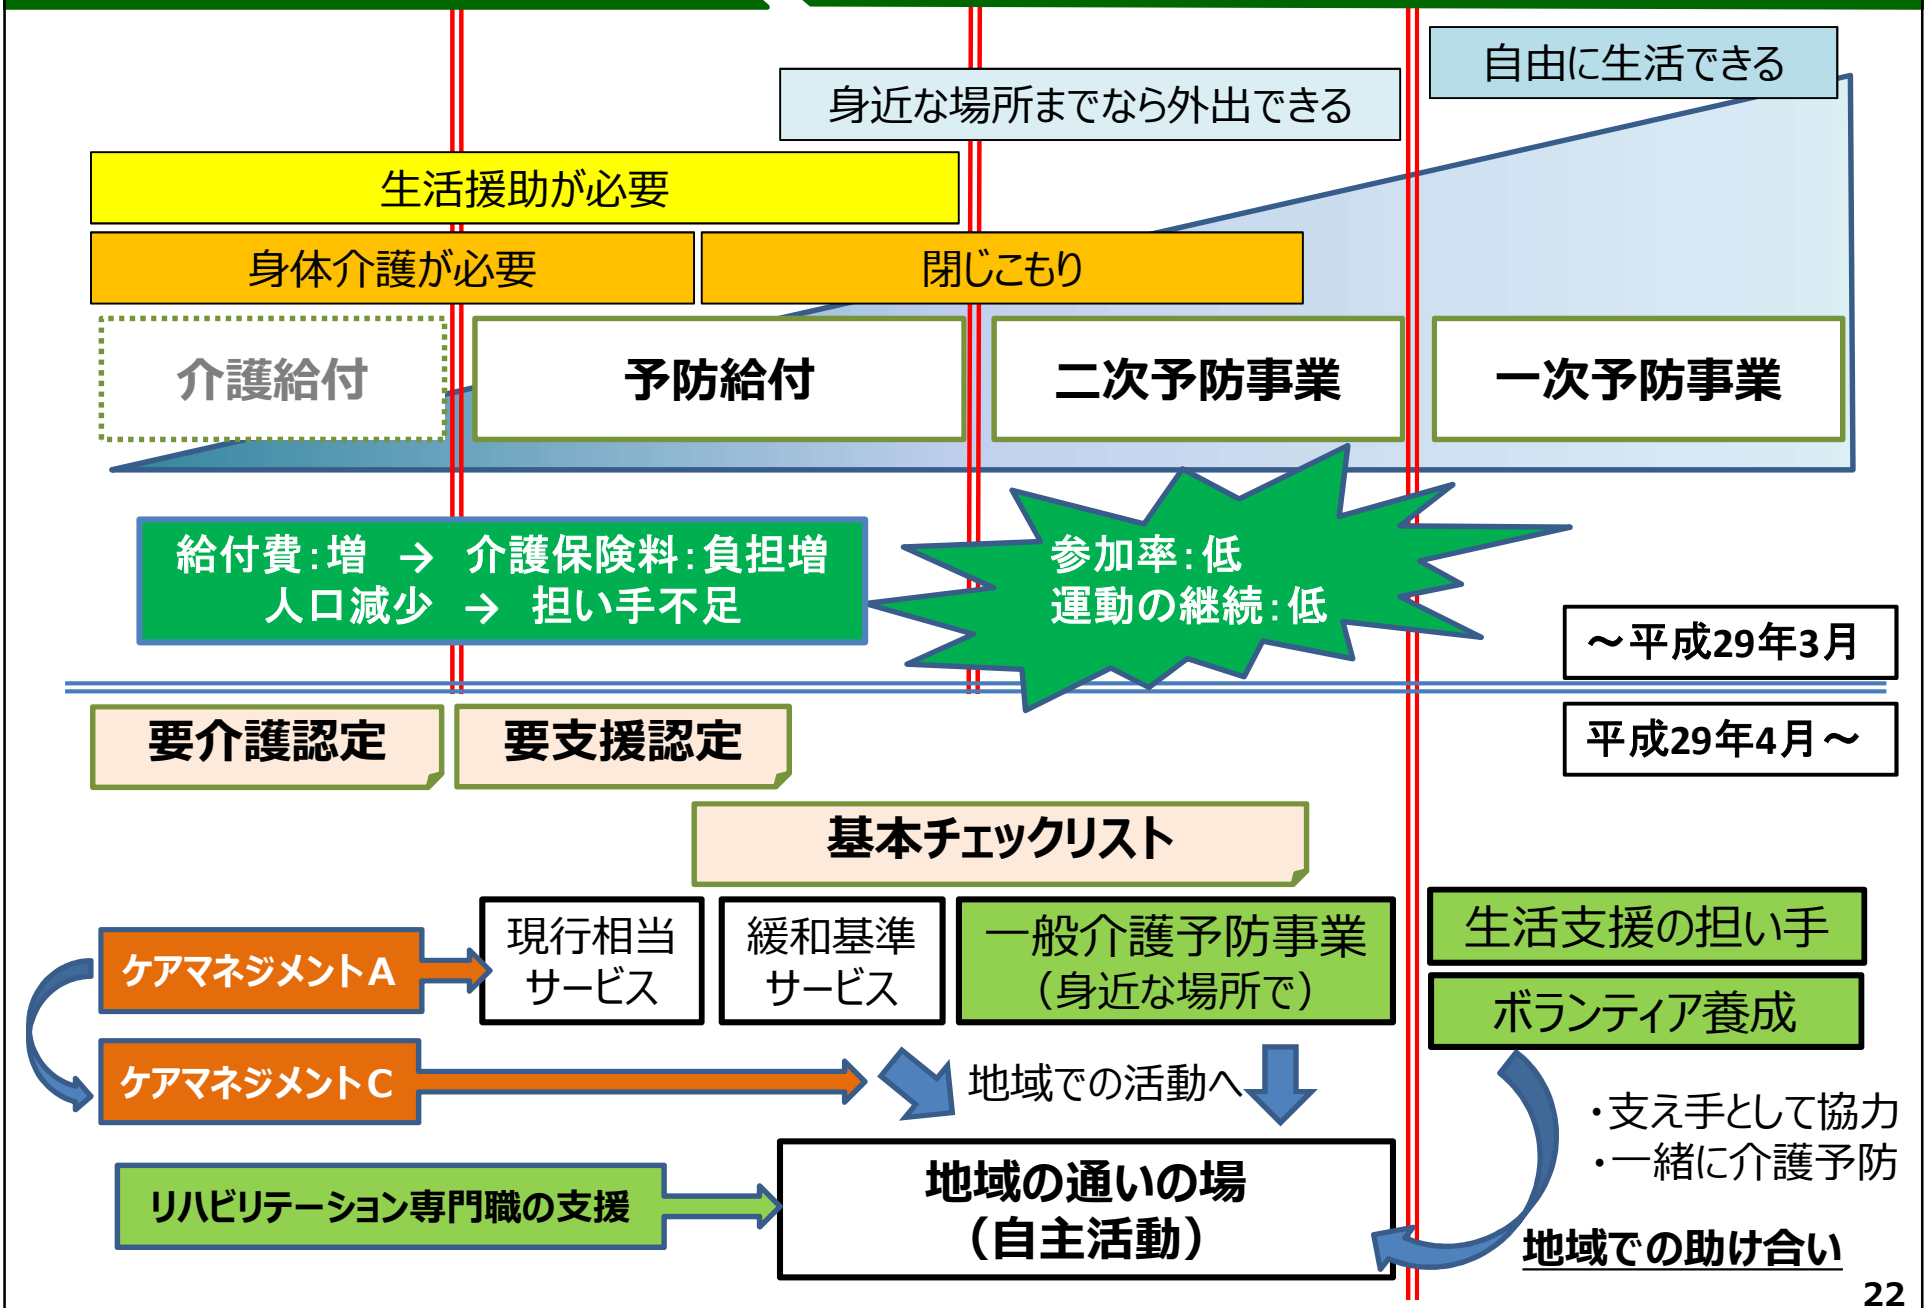 自由に生活できる
身近な場所までなら外出できる
生活援助が必要
身体介護が必要
閉じこもり
介護給付
予防給付
二次予防事業
一次予防事業
給付費：増　→　介護保険料：負担増
人口減少　→　担い手不足
参加率：低
運動の継続：低
～平成29年3月
平成29年4月～
要介護認定
要支援認定
基本チェックリスト
現行相当
サービス
緩和基準
サービス
一般介護予防事業
（身近な場所で）
生活支援の担い手
ボランティア養成
ケアマネジメントA
ケアマネジメントC
地域での活動へ
・支え手として協力
・一緒に介護予防
リハビリテーション専門職の支援
地域の通いの場
（自主活動）
地域での助け合い
22